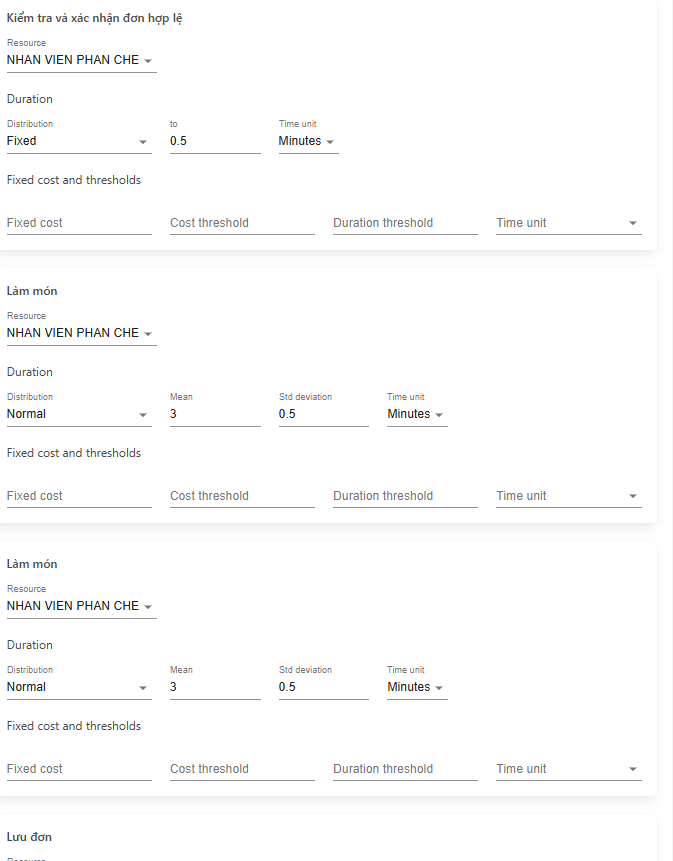 Kiểm tra và xác nhận đơn hợp lệ
Resource
NHAN VIEN PHAN CHE
Duration
Distribution to Time unit
Fixed 0.5 Minutes
Fixed cost and thresholds
Fixed cost Cost threshold Duration threshold Time unit
Làm món
Resource
NHAN VIEN PHAN CHE
Duration
Distribution Mean Std deviation Time unit
Normal 3 0.5 Minutes
Fixed cost and thresholds
Fixed cost Cost threshold Duration threshold Time unit
Làm món
Resource
NHAN VIEN PHAN CHE
Duration
Distribution Mean Std deviation Time unit
Normal 3 0.5 Minutes
Fixed cost and thresholds
Fixed cost Cost threshold Duration threshold Time unit
Lưu đơn